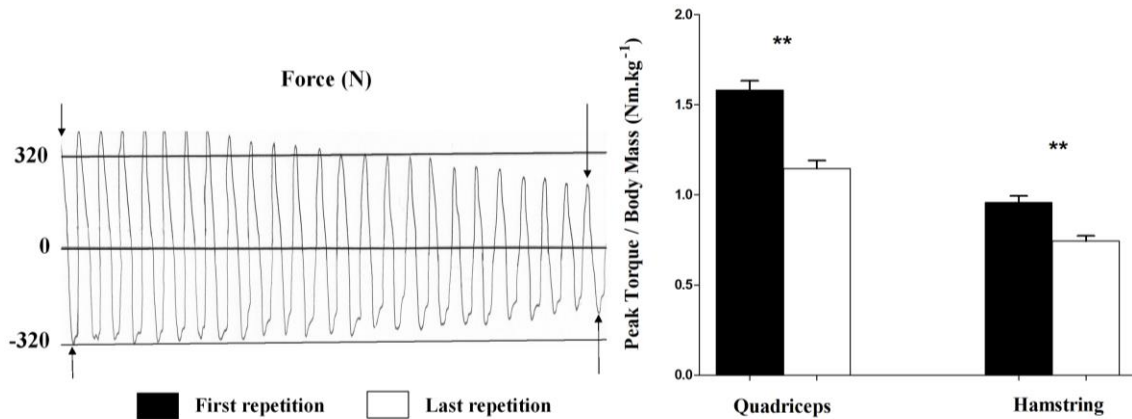 Force (N)
320
0
-320
First repetition
Last repetition
Peak Torque / Body Mass (Nm.kg⁻¹)
2.0
1.5
1.0
0.5
0.0
**
**
Quadriceps
Hamstring